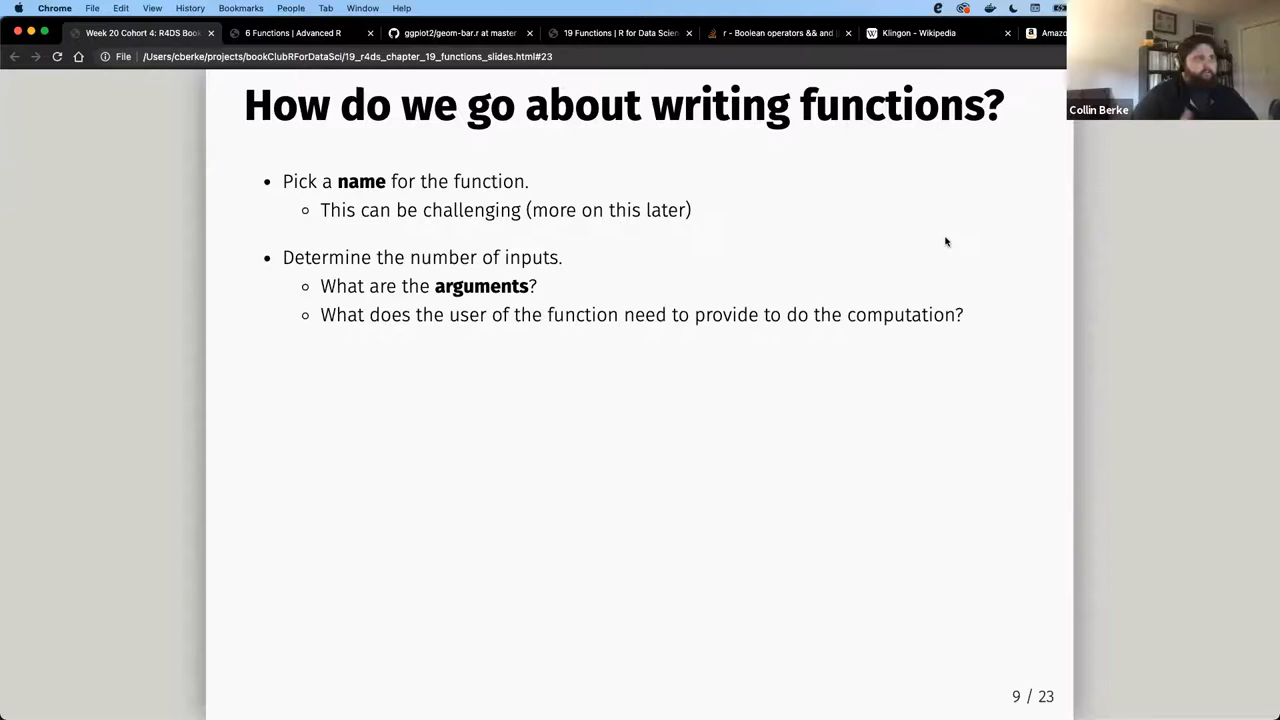 Chrome File Edit View History Bookmarks People Tab Window Help
Week 20 Cohort 4: R4DS Book
6 Functions | Advanced R
ggplot2/geom-bar.r at master
19 Functions | R for Data Scien
r - Boolean operators && and |
Klingon - Wikipedia
Amazo
File /Users/cberke/projects/bookClubRForDataSci/19_r4ds_chapter_19_functions_slides.html#23
Collin Berke
How do we go about writing functions?
• Pick a name for the function.
○ This can be challenging (more on this later)
• Determine the number of inputs.
○ What are the arguments?
○ What does the user of the function need to provide to do the computation?
9 / 23